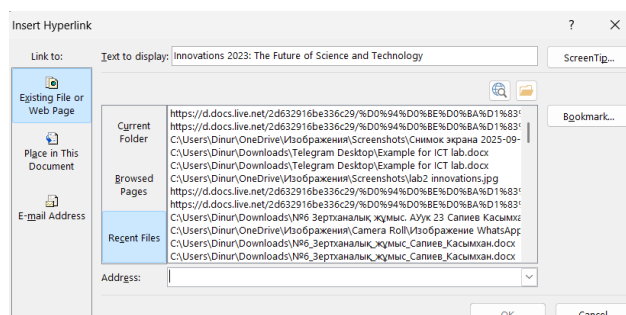 Insert Hyperlink ? ✕
Link to:
Text to display: Innovations 2023: The Future of Science and Technology
ScreenTip...
Existing File or
Web Page
Place in This
Document
E-mail Address
Current
Folder
Browsed
Pages
Recent Files
https://d.docs.live.net/2d632916be336c29/%D0%94%D0%BE%D0%BA%D1%83
https://d.docs.live.net/2d632916be336c29/%D0%94%D0%BE%D0%BA%D1%83
C:\Users\Dinur\OneDrive\Изображения\Screenshots\Снимок экрана 2025-09-
C:\Users\Dinur\Downloads\Telegram Desktop\Example for ICT lab.docx
C:\Users\Dinur\Downloads\Telegram Desktop\Example for ICT lab.docx
C:\Users\Dinur\OneDrive\Изображения\Screenshots\lab2 innovations.jpg
https://d.docs.live.net/2d632916be336c29/%D0%94%D0%BE%D0%BA%D1%83
https://d.docs.live.net/2d632916be336c29/%D0%94%D0%BE%D0%BA%D1%83
C:\Users\Dinur\Downloads\№6 Зертханалық жұмыс. АУук 23 Сапиев Касымха
C:\Users\Dinur\OneDrive\Изображения\Camera Roll\Изображение WhatsApp
C:\Users\Dinur\Downloads\№6_Зертханалық_жұмыс_Сапиев_Касымхан.docx
C:\Users\Dinur\Downloads\№6_Зертханалық_жұмыс_Сапиев_Касымхан.docx
Bookmark...
Address:
OK
Cancel